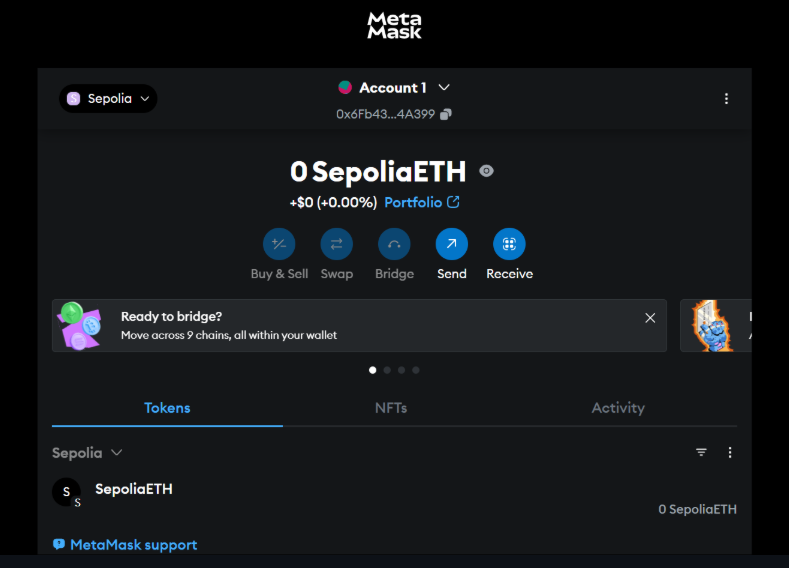 Meta
Mask
Sepolia
Account 1
0x6Fb43...4A399
0 SepoliaETH
+$0 (+0.00%) Portfolio
Buy & Sell Swap Bridge Send Receive
Ready to bridge?
Move across 9 chains, all within your wallet
Tokens NFTs Activity
Sepolia
S SepoliaETH
S
0 SepoliaETH
MetaMask support